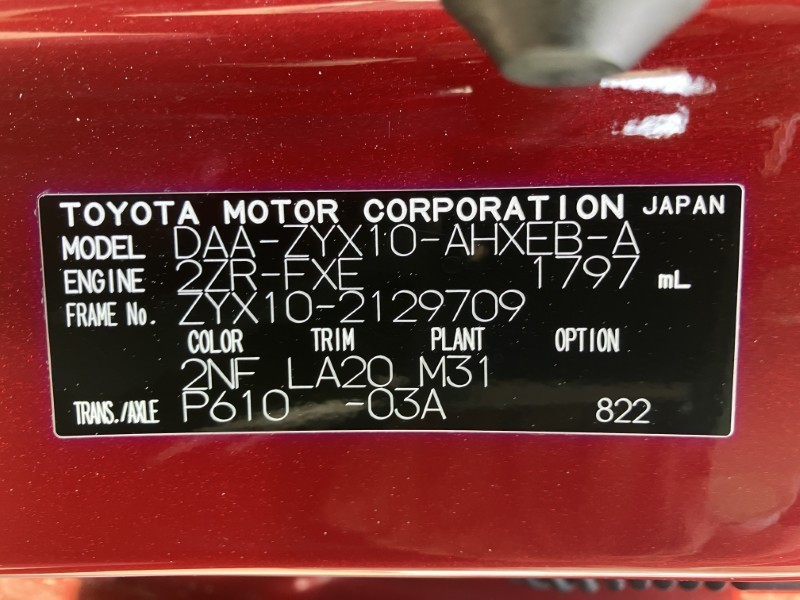 TOYOTA MOTOR CORPORATION JAPAN
MODEL DAA-ZYX10-AHXEB-A
ENGINE 2ZR-FXE 1797 mL
FRAME No. ZYX10-2129709
COLOR TRIM PLANT OPTION
2NF LA20 M31
TRANS./AXLE P610 -03A 822